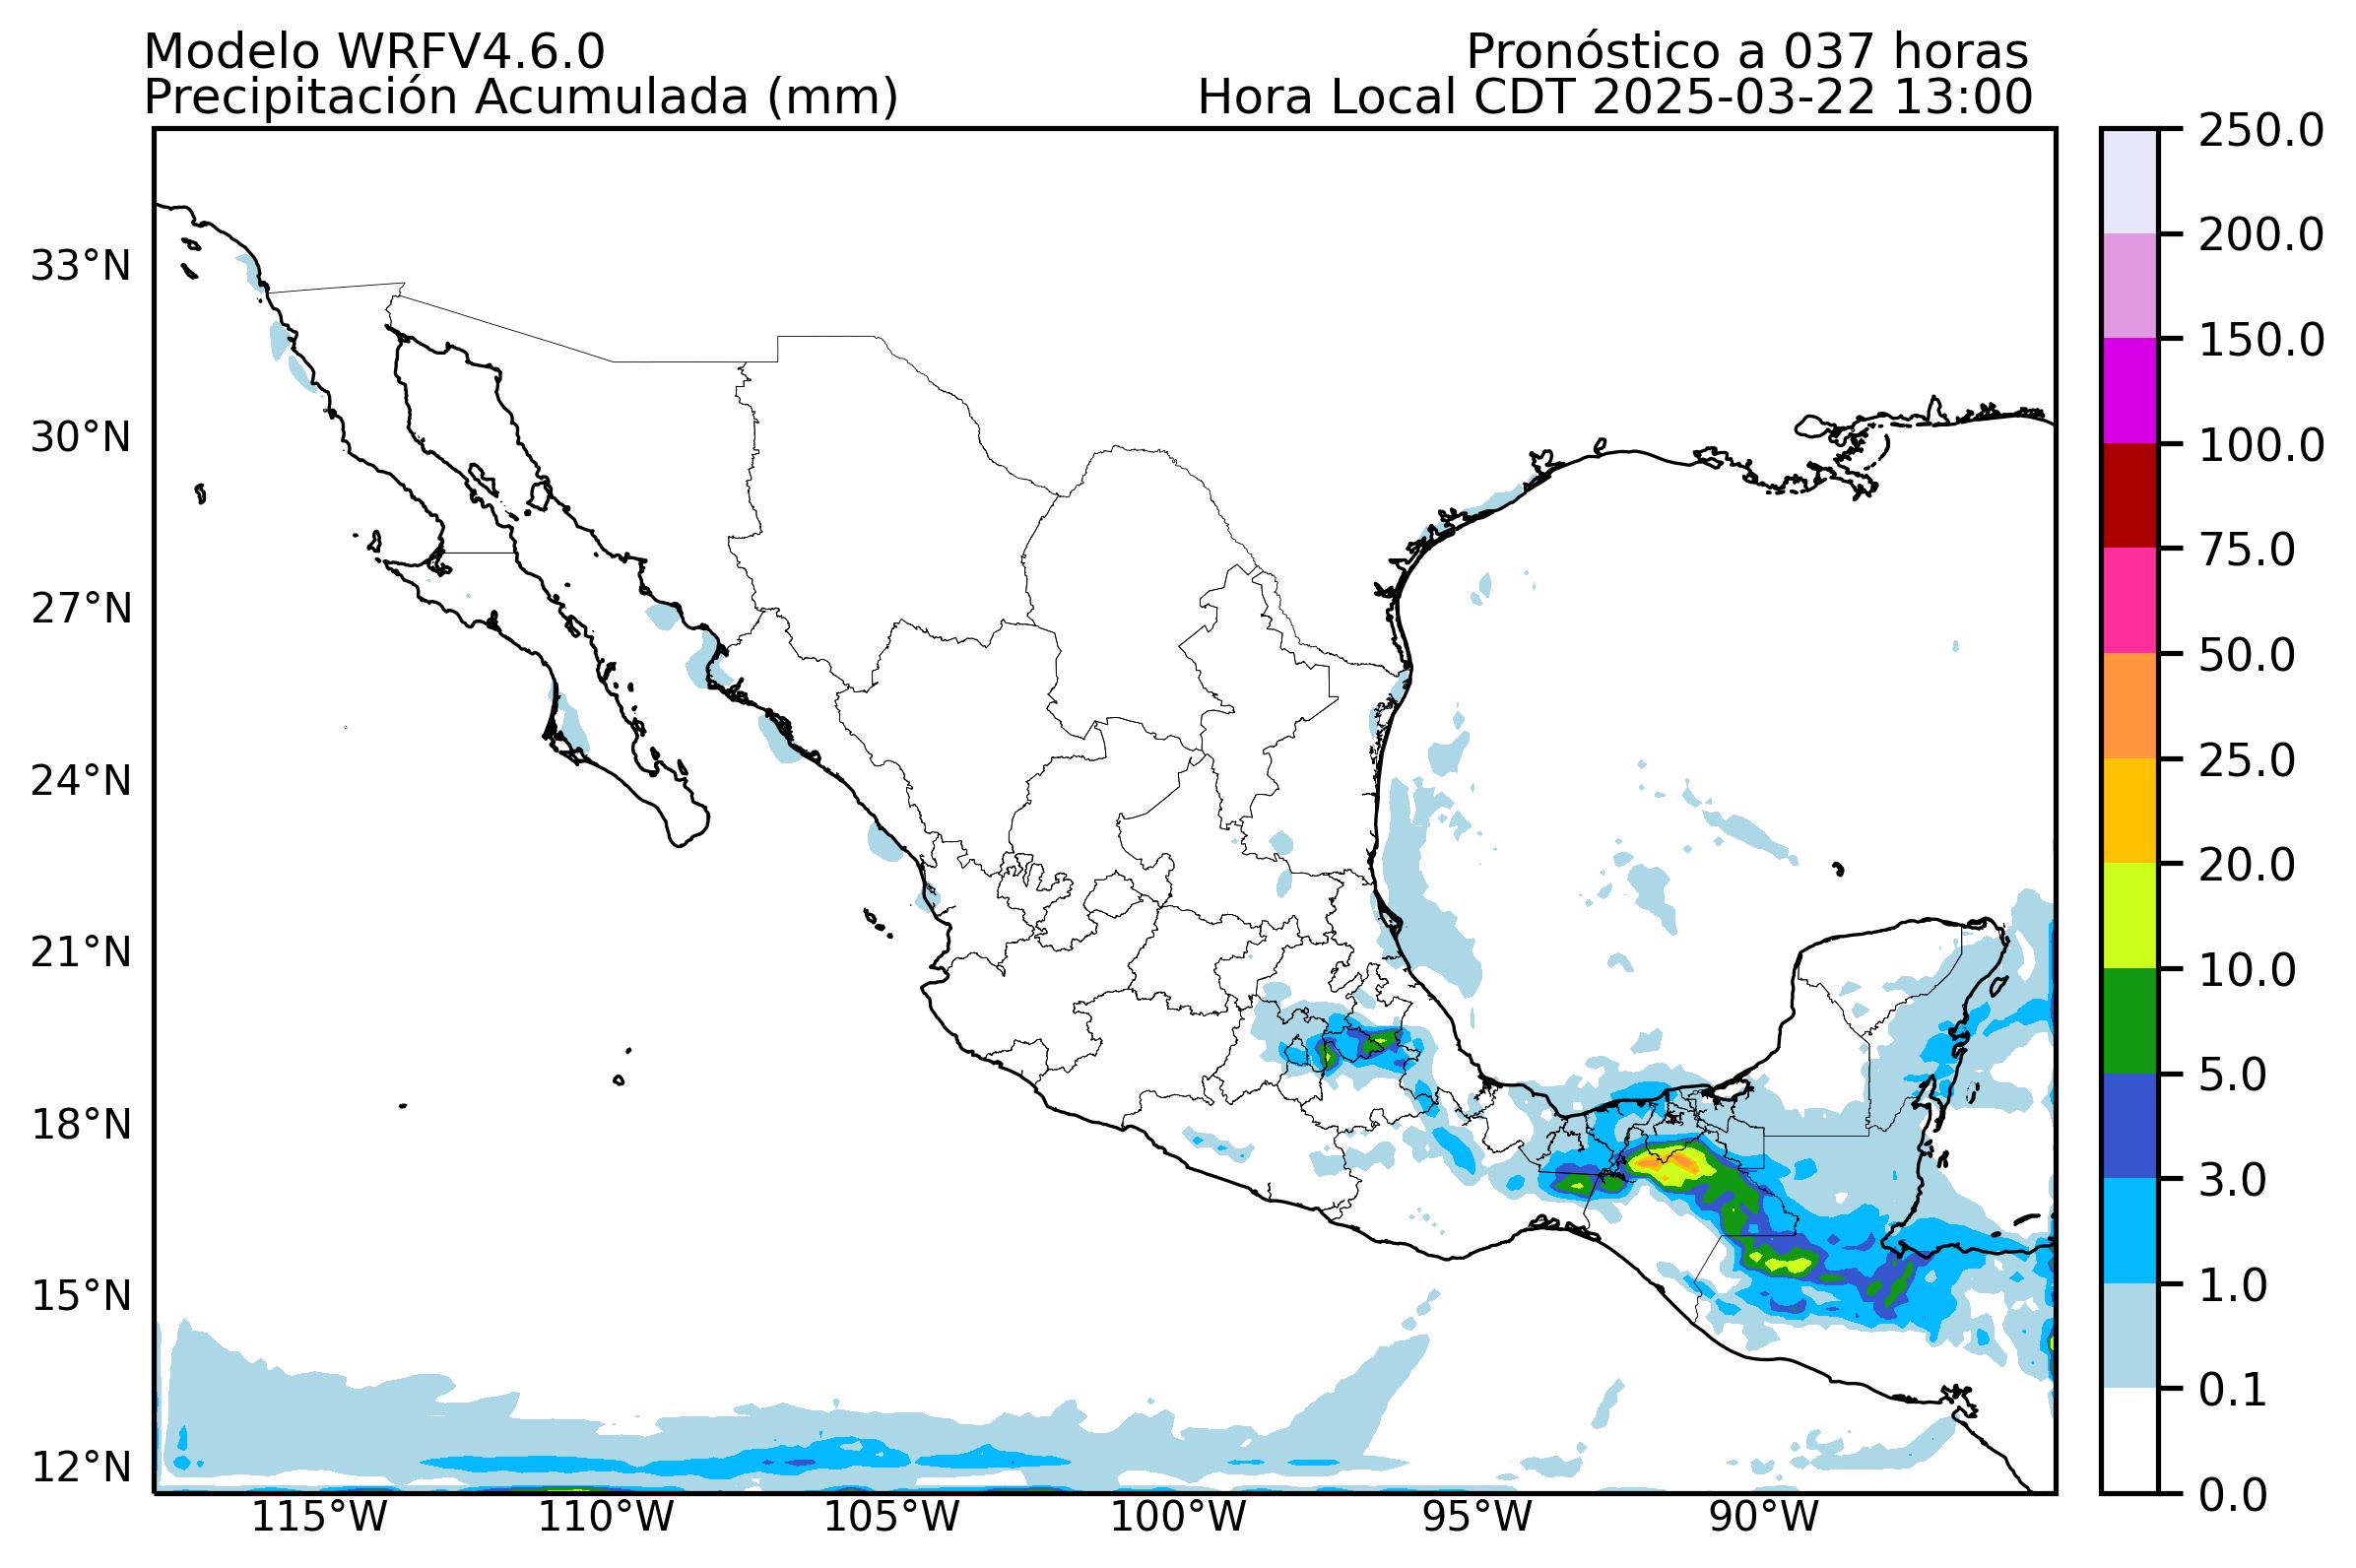 Modelo WRFV4.6.0
Pronóstico a 037 horas
Precipitación Acumulada (mm)
Hora Local CDT 2025-03-22 13:00
33°N
30°N
27°N
24°N
21°N
18°N
15°N
12°N
115°W
110°W
105°W
100°W
95°W
90°W
250.0
200.0
150.0
100.0
75.0
50.0
25.0
20.0
10.0
5.0
3.0
1.0
0.1
0.0